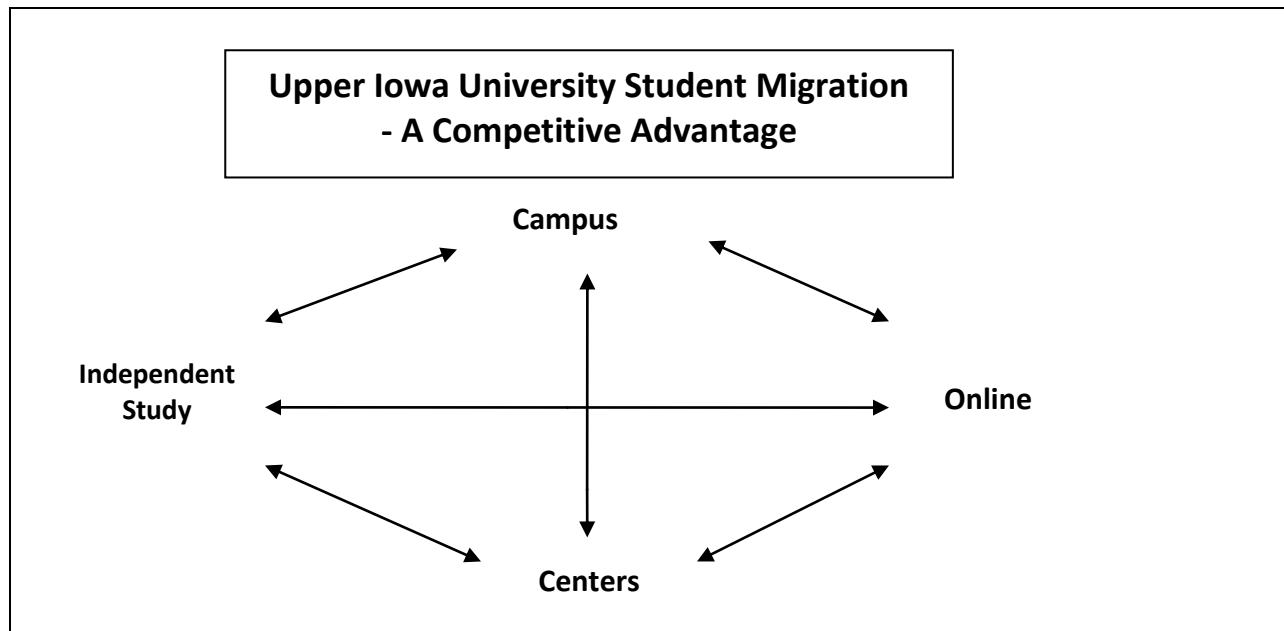 Upper Iowa University Student Migration
- A Competitive Advantage
Campus
Independent
Study
Online
Centers